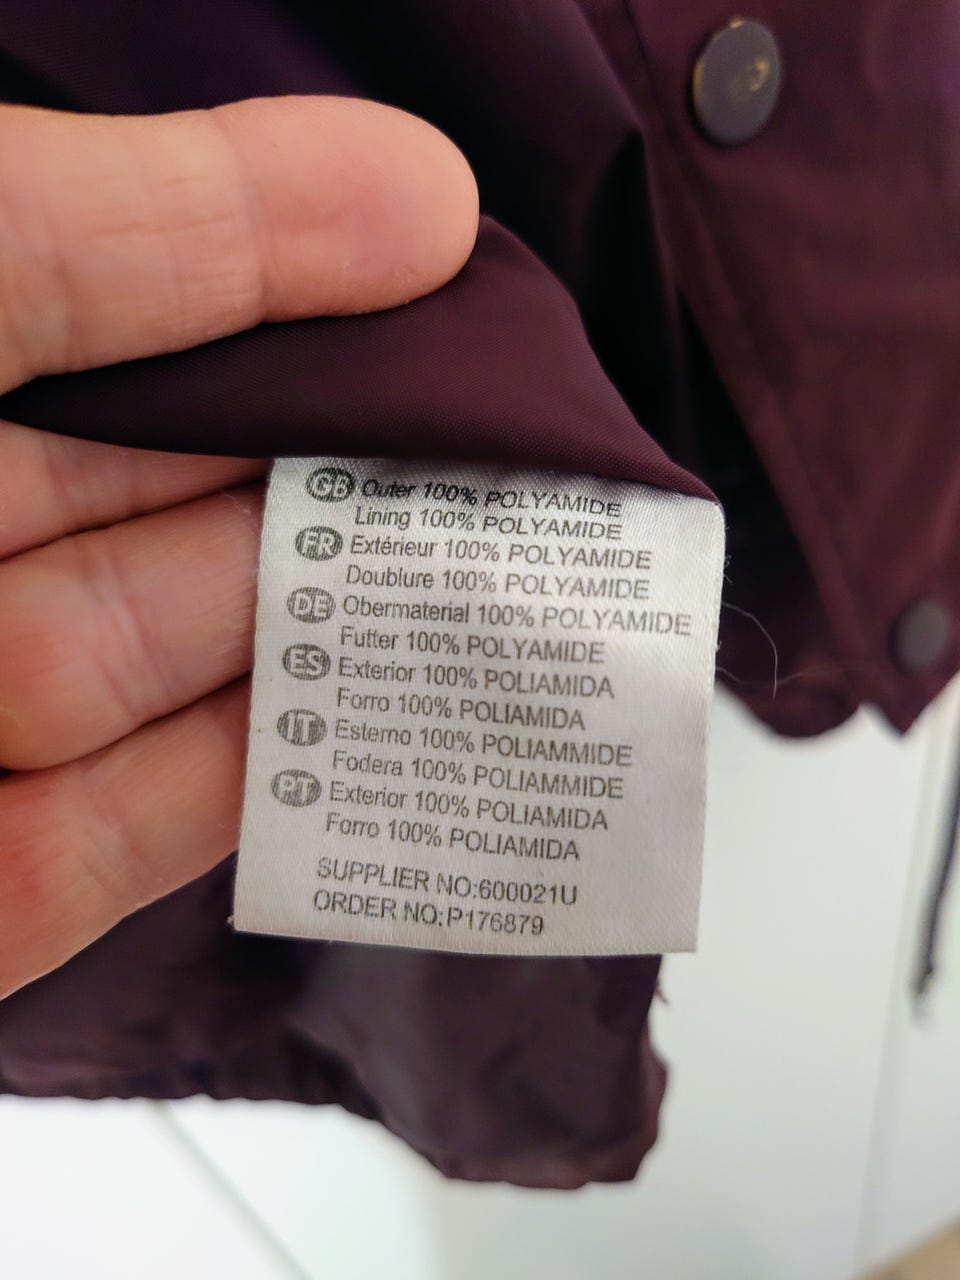 GB Outer 100% POLYAMIDE
Lining 100% POLYAMIDE
FR Extérieur 100% POLYAMIDE
Doublure 100% POLYAMIDE
DE Obermaterial 100% POLYAMIDE
Futter 100% POLYAMIDE
ES Exterior 100% POLIAMIDA
Forro 100% POLIAMIDA
IT Esterno 100% POLIAMMIDE
Fodera 100% POLIAMMIDE
PT Exterior 100% POLIAMIDA
Forro 100% POLIAMIDA
SUPPLIER NO:600021U
ORDER NO:P176879